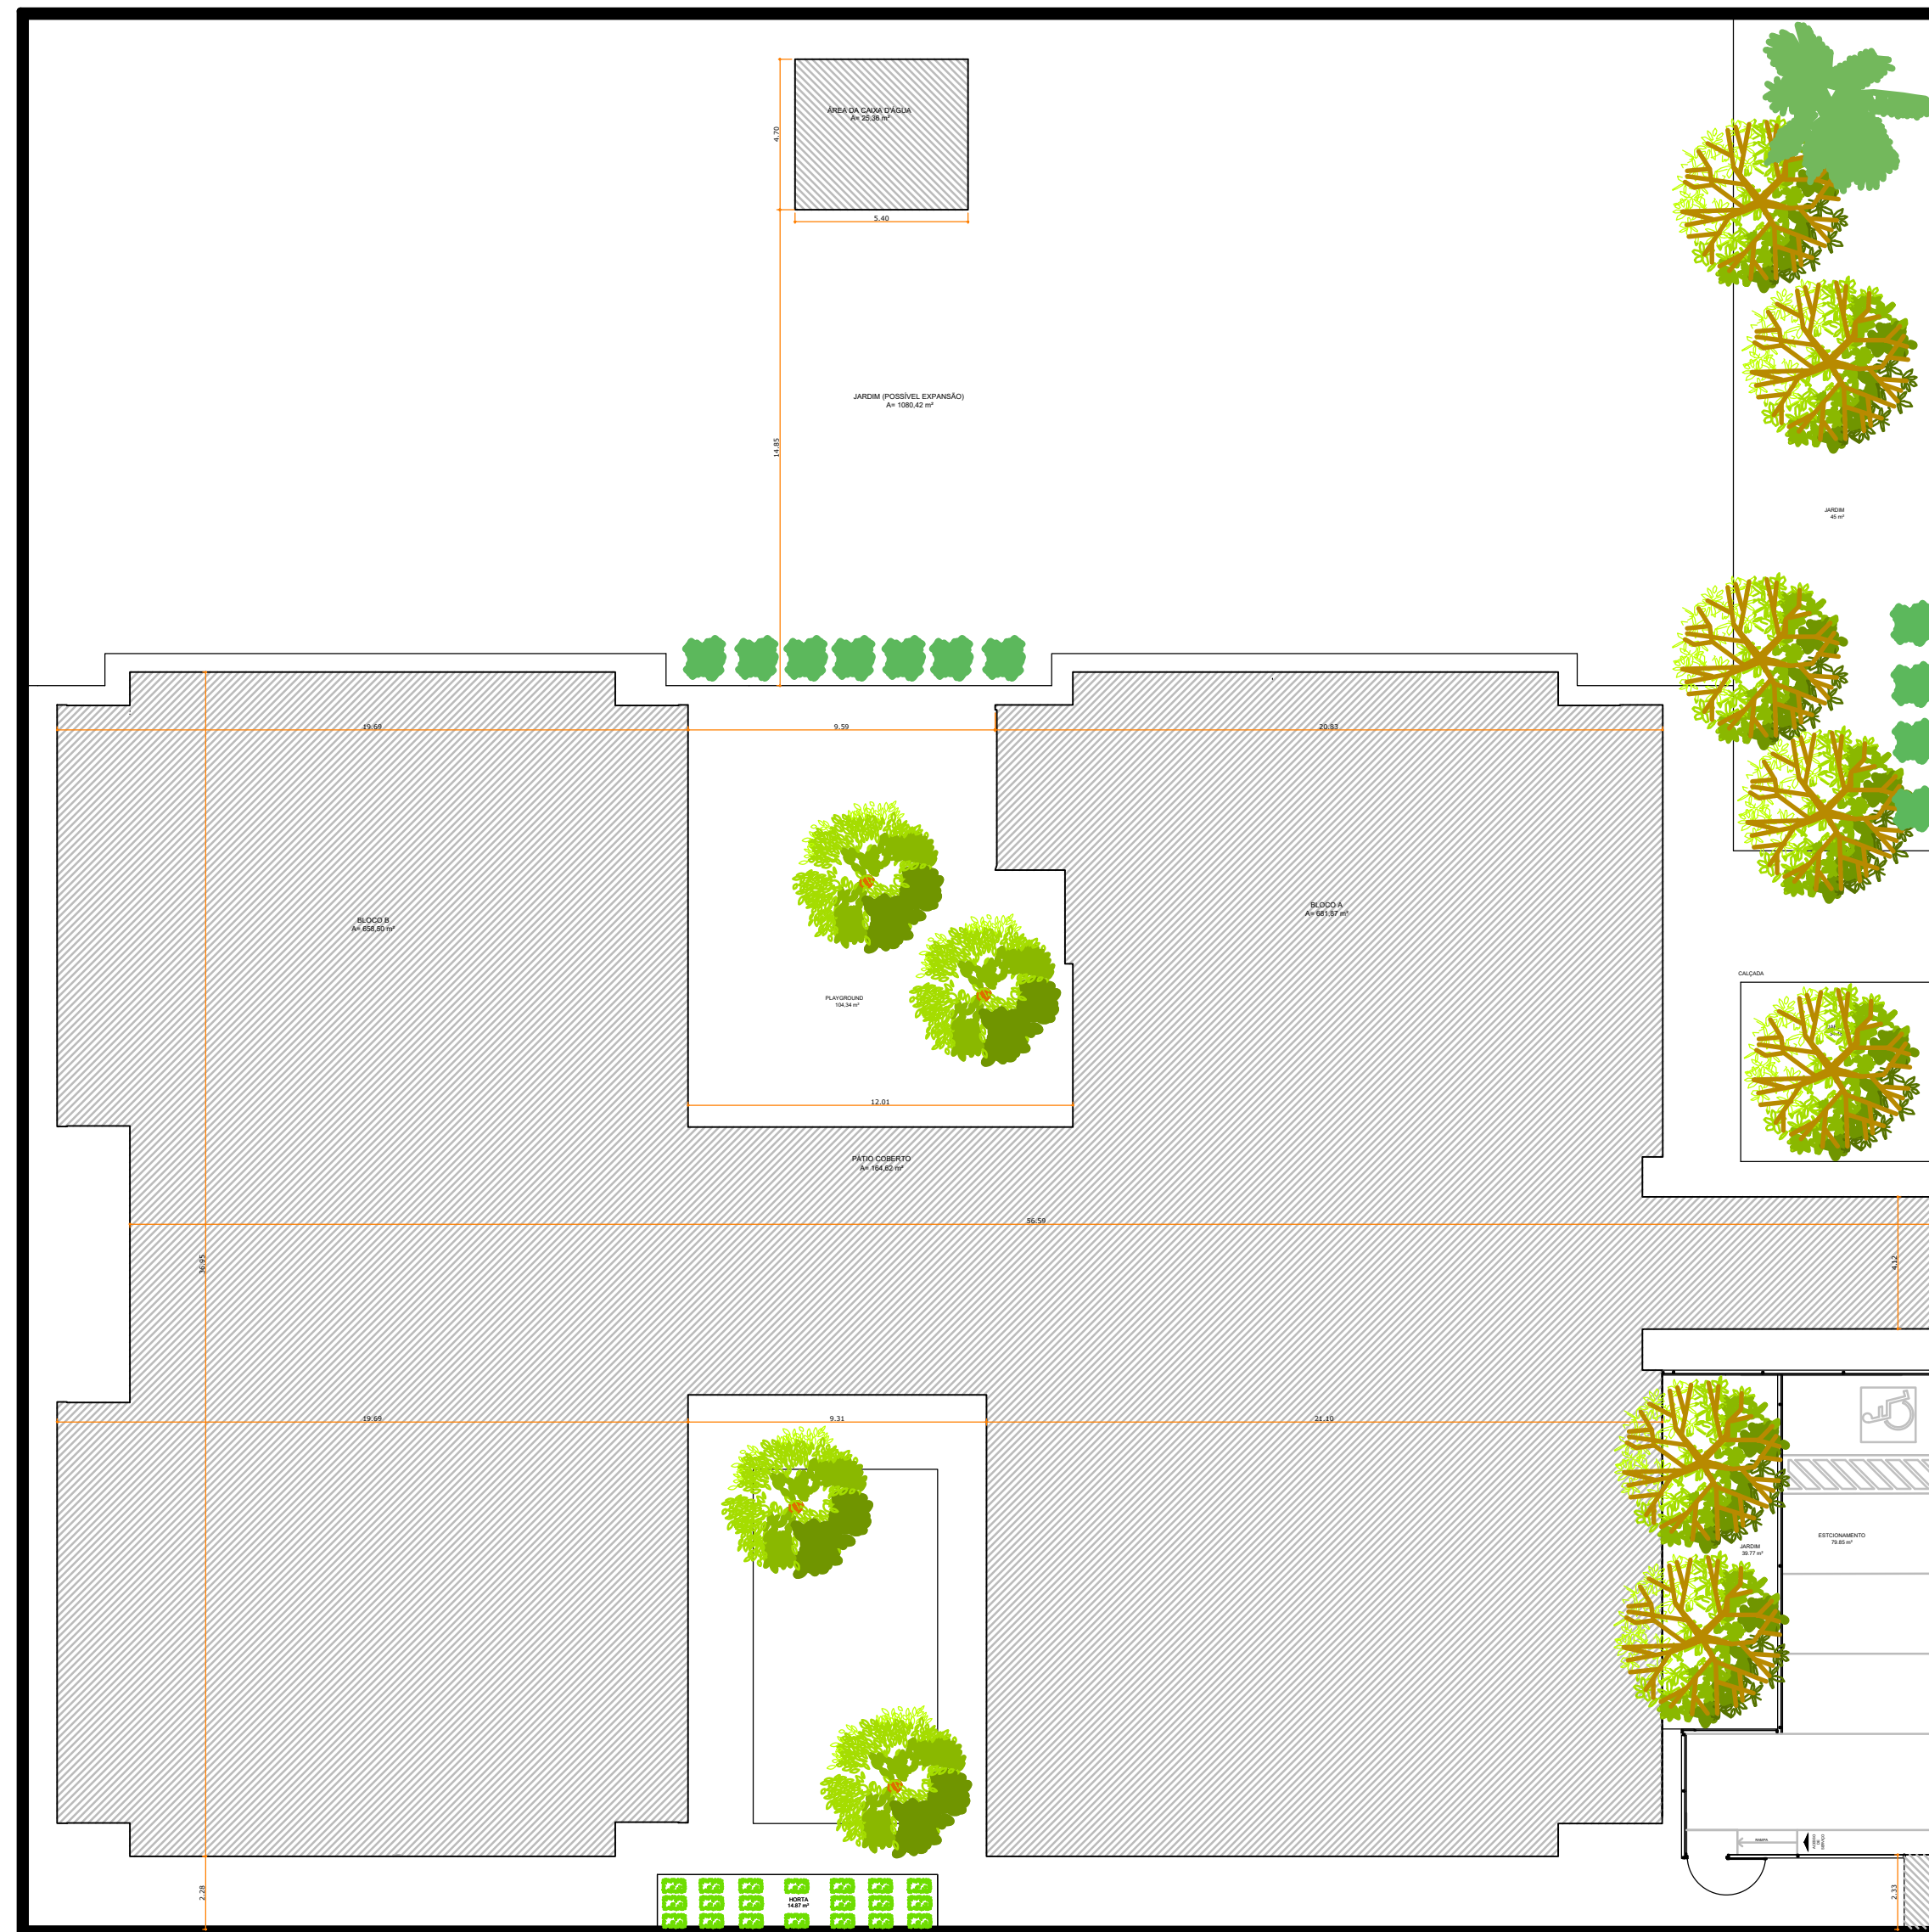 ÁREA DA CAIXA D'ÁGUA
A= 25,36 m²
4.70
5.40
JARDIM (POSSÍVEL EXPANSÃO)
A= 1080,42 m²
14.85
JARDIM
45 m²
19.69
9.59
20.83
BLOCO B
A= 658,50 m²
BLOCO A
A= 681,87 m²
CALÇADA
PLAYGROUND
104,34 m²
12.01
PÁTIO COBERTO
A= 164,62 m²
56.59
36.95
4.12
19.69
9.31
21.10
ESTCIONAMENTO
79.85 m²
JARDIM
39.77 m²
RAMPA
ACESSO
DE
SERVIÇO
2.28
HORTA
14.87 m²
2.33